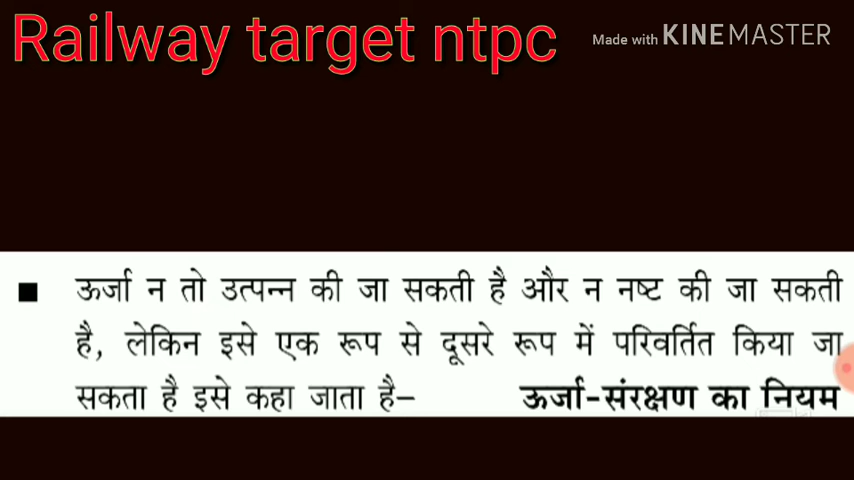 Railway target ntpc
Made with KINEMASTER
■ ऊर्जा न तो उत्पन्न की जा सकती है और न नष्ट की जा सकती
है, लेकिन इसे एक रूप से दूसरे रूप में परिवर्तित किया जा
सकता है इसे कहा जाता है– ऊर्जा-संरक्षण का नियम